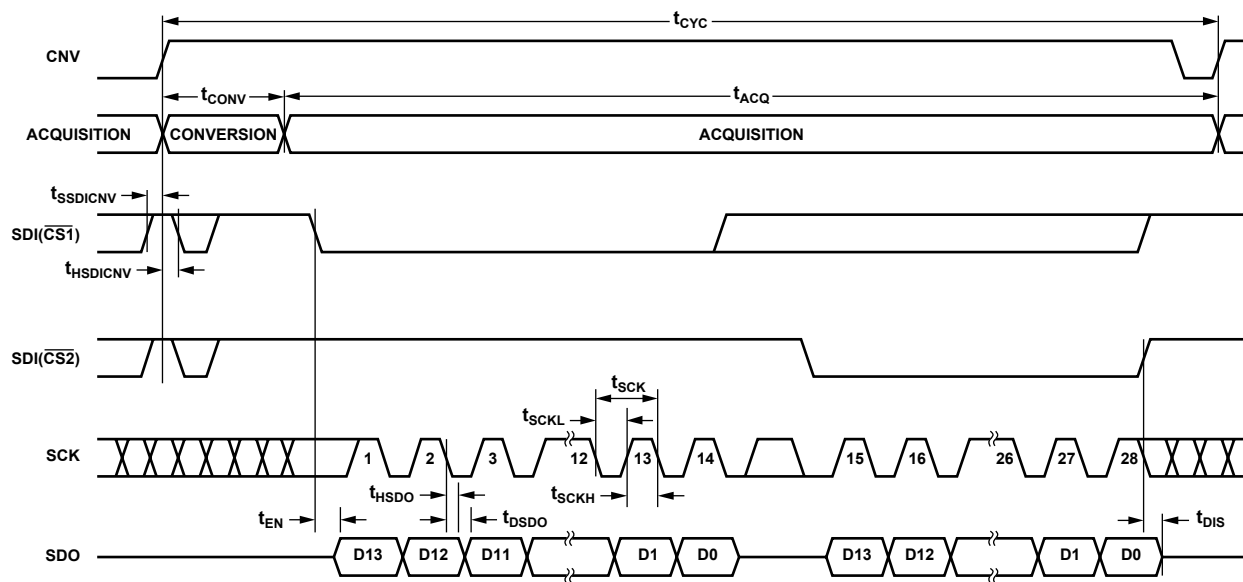 tCYC
CNV
tCONV
tACQ
ACQUISITION
CONVERSION
ACQUISITION
tSSDICNV
SDI(CS1)
tHSDICNV
SDI(CS2)
tSCK
tSCKL
SCK
1 2 3 12 13 14 15 16 26 27 28
tHSDO
tSCKH
tEN
tDSDO
tDIS
SDO
D13 D12 D11 D1 D0 D13 D12 D1 D0